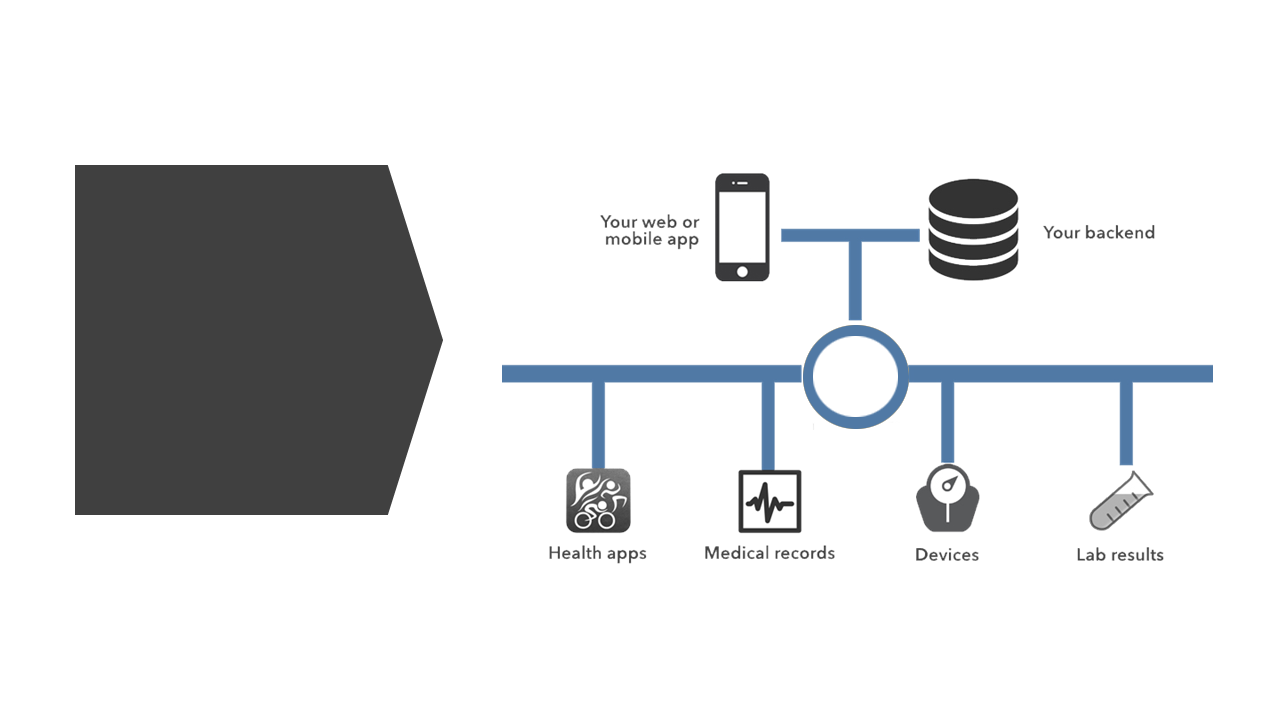 Your web or
mobile app
Your backend
Health apps
Medical records
Devices
Lab results